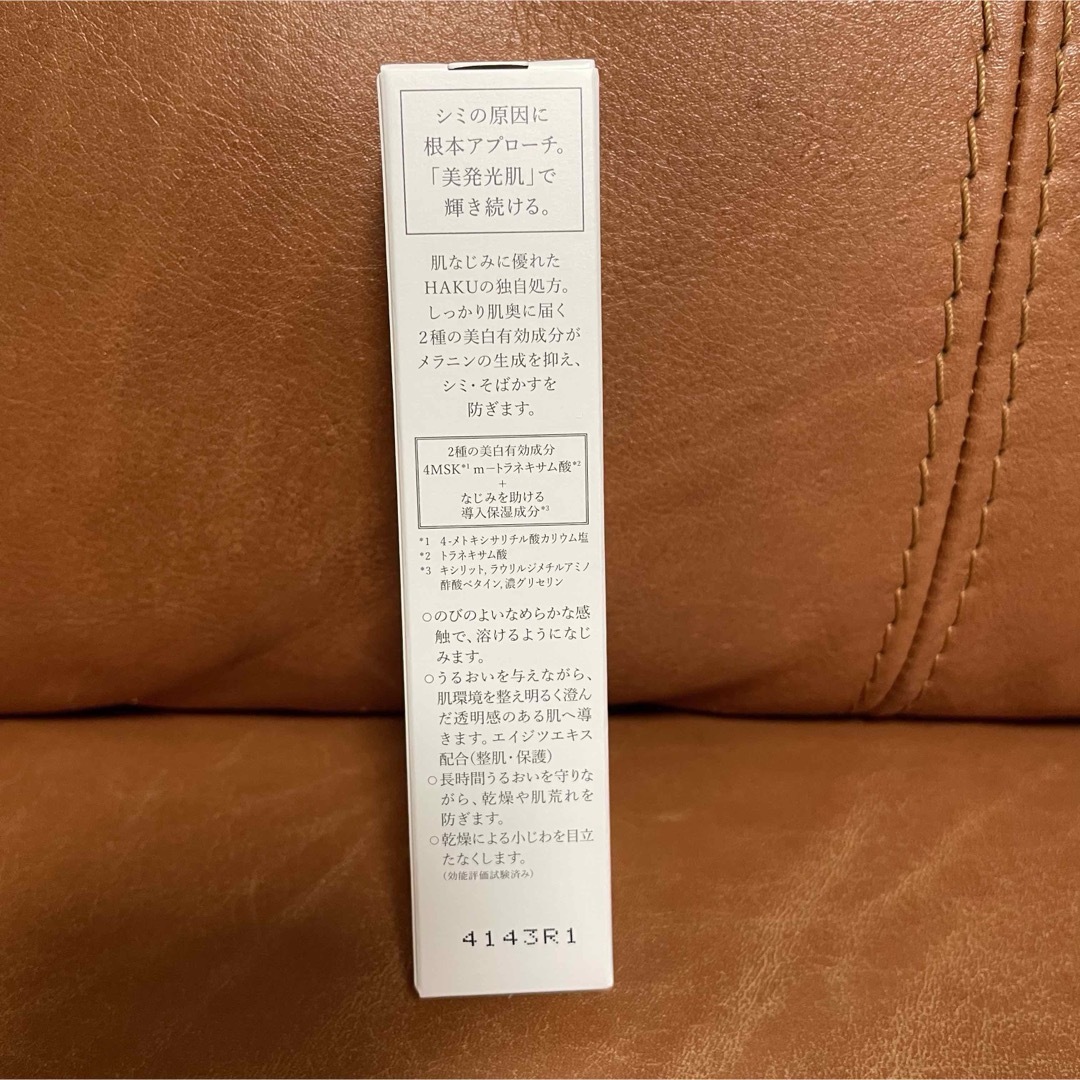 シミの原因に
根本アプローチ。
「美発光肌」で
輝き続ける。
肌なじみに優れた
HAKUの独自処方。
しっかり肌奥に届く
2種の美白有効成分が
メラニンの生成を抑え、
シミ・そばかすを
防ぎます。
2種の美白有効成分
4MSK*1 m－トラネキサム酸*2
+
なじみを助ける
導入保湿成分*3
*1 4-メトキシサリチル酸カリウム塩
*2 トラネキサム酸
*3 キシリット,ラウリルジメチルアミノ
酢酸ベタイン,濃グリセリン
○のびのよいなめらかな感
触で、溶けるようになじ
みます。
○うるおいを与えながら、
肌環境を整え明るく澄ん
だ透明感のある肌へ導
きます。エイジツエキス
配合(整肌・保護)
○長時間うるおいを守りな
がら、乾燥や肌荒れを
防ぎます。
○乾燥による小じわを目立
たなくします。
(効能評価試験済み)
4143R1